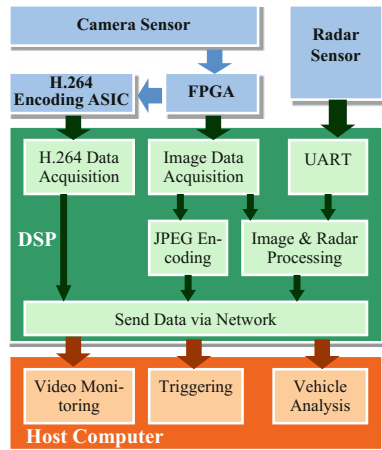 Camera Sensor
Radar
Sensor
H.264
Encoding ASIC
FPGA
H.264 Data
Acquisition
Image Data
Acquisition
UART
DSP
JPEG En-
coding
Image & Radar
Processing
Send Data via Network
Video Moni-
toring
Triggering
Vehicle
Analysis
Host Computer